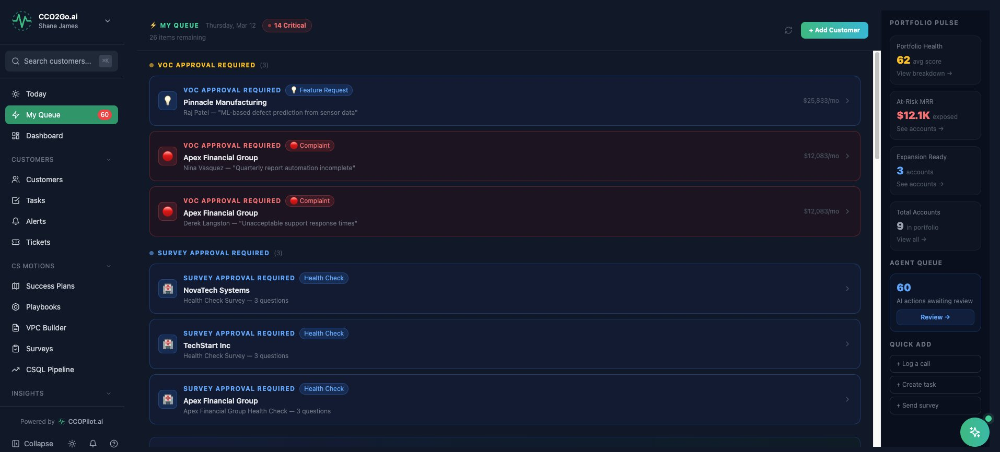 CCO2Go.ai
Shane James
Search customers...
⌘K
Today
My Queue 60
Dashboard
CUSTOMERS
Customers
Tasks
Alerts
Tickets
CS MOTIONS
Success Plans
Playbooks
VPC Builder
Surveys
CSQL Pipeline
INSIGHTS
Powered by CCOPilot.ai
Collapse
⚡ MY QUEUE Thursday, Mar 12 14 Critical
26 items remaining
+ Add Customer
VOC APPROVAL REQUIRED (3)
VOC APPROVAL REQUIRED Feature Request
Pinnacle Manufacturing
Raj Patel — "ML-based defect prediction from sensor data"
$25,833/mo
VOC APPROVAL REQUIRED Complaint
Apex Financial Group
Nina Vasquez — "Quarterly report automation incomplete"
$12,083/mo
VOC APPROVAL REQUIRED Complaint
Apex Financial Group
Derek Langston — "Unacceptable support response times"
$12,083/mo
SURVEY APPROVAL REQUIRED (3)
SURVEY APPROVAL REQUIRED Health Check
NovaTech Systems
Health Check Survey — 3 questions
SURVEY APPROVAL REQUIRED Health Check
TechStart Inc
Health Check Survey — 3 questions
SURVEY APPROVAL REQUIRED Health Check
Apex Financial Group
Apex Financial Group Health Check — 3 questions
PORTFOLIO PULSE
Portfolio Health
62 avg score
View breakdown →
At-Risk MRR
$12.1K exposed
See accounts →
Expansion Ready
3 accounts
See accounts →
Total Accounts
9 in portfolio
View all →
AGENT QUEUE
60
AI actions awaiting review
Review →
QUICK ADD
+ Log a call
+ Create task
+ Send survey